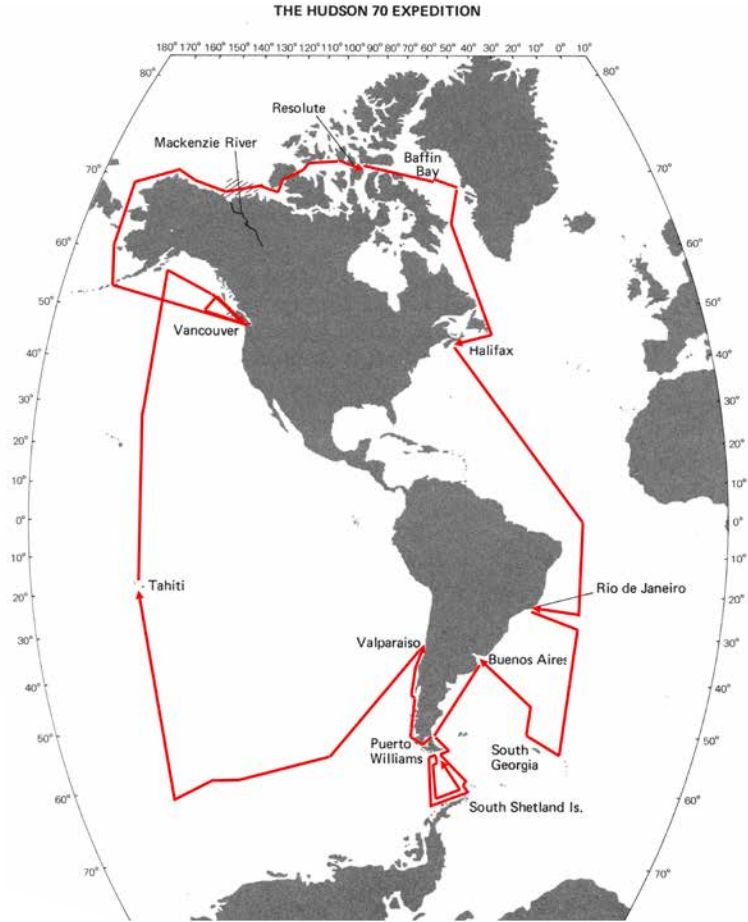 THE HUDSON 70 EXPEDITION
180° 170° 160° 150° 140° 130° 120° 110° 100° 90° 80° 70° 60° 50° 40° 30° 20° 10° 0° 10°
80° 80°
Resolute
Mackenzie River
Baffin
Bay
70° 70°
60° 60°
50° 50°
Vancouver
Halifax
40° 40°
30° 30°
20° 20°
10° 10°
0° 0°
10° 10°
Tahiti
Rio de Janeiro
20° 20°
Valparaiso
30° 30°
Buenos Aires
40° 40°
50° 50°
Puerto
Williams
South
Georgia
60° 60°
South Shetland Is.
70° 70°